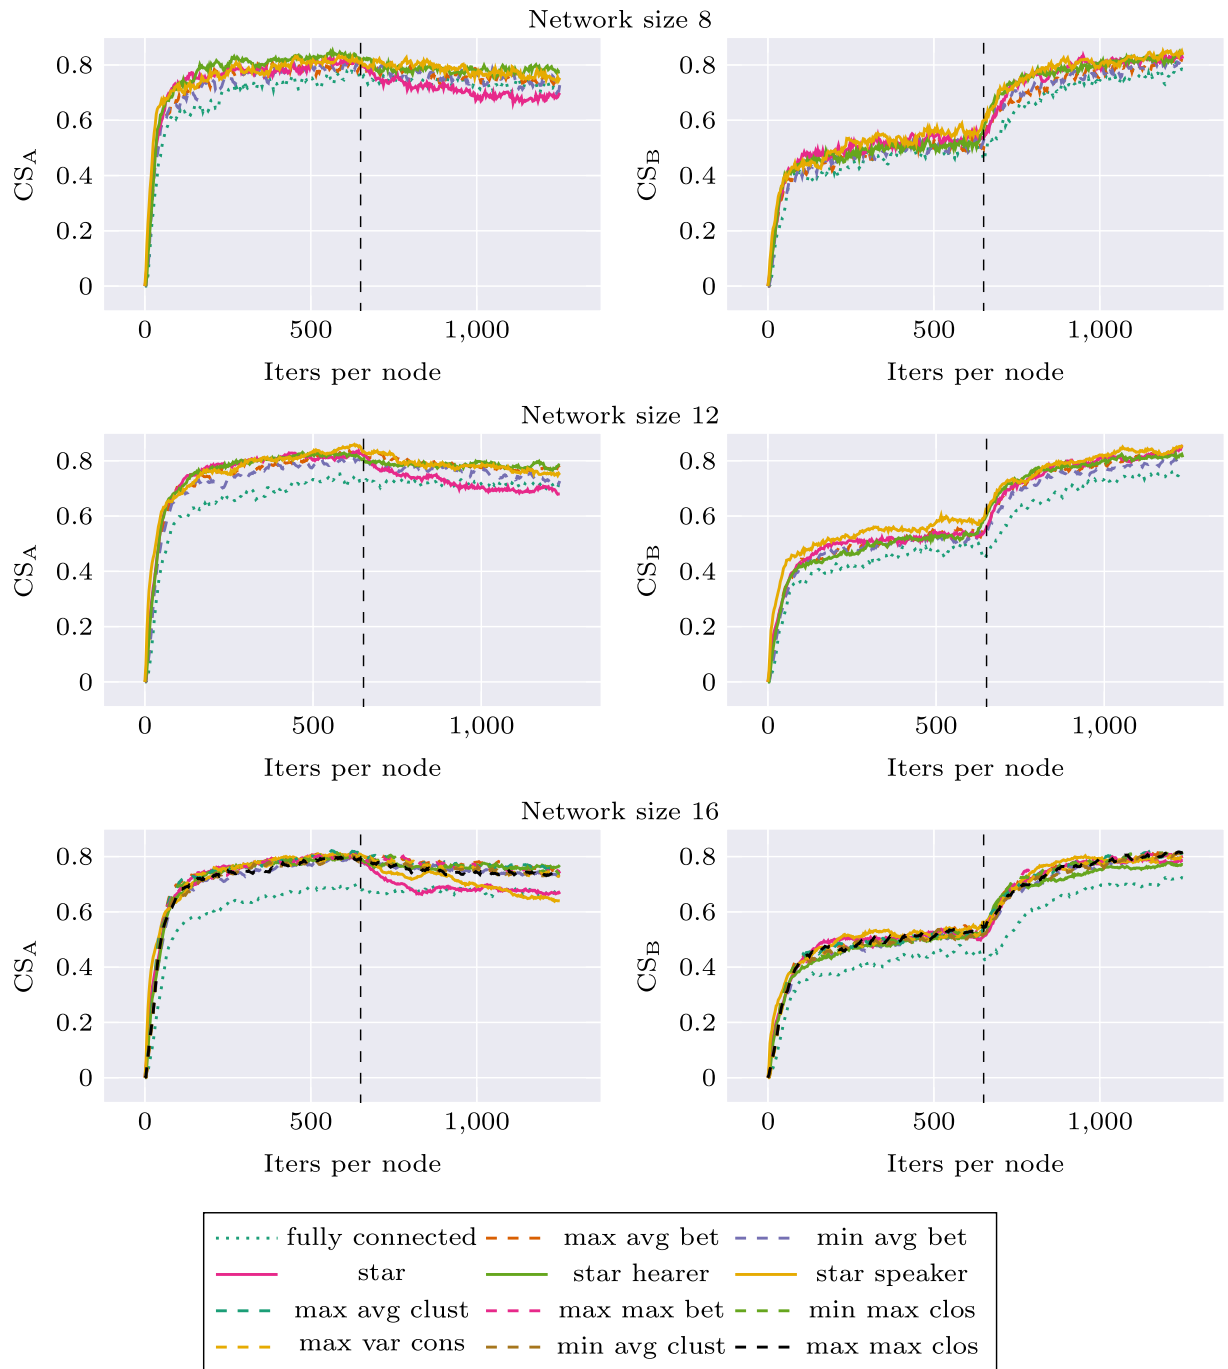 Network size 8
0.8
0.6
0.4
0.2
0
CS_A
0 500 1,000
Iters per node
0.8
0.6
0.4
0.2
0
CS_B
0 500 1,000
Iters per node
Network size 12
0.8
0.6
0.4
0.2
0
CS_A
0 500 1,000
Iters per node
0.8
0.6
0.4
0.2
0
CS_B
0 500 1,000
Iters per node
Network size 16
0.8
0.6
0.4
0.2
0
CS_A
0 500 1,000
Iters per node
0.8
0.6
0.4
0.2
0
CS_B
0 500 1,000
Iters per node
fully connected max avg bet min avg bet
star star hearer star speaker
max avg clust max max bet min max clos
max var cons min avg clust max max clos